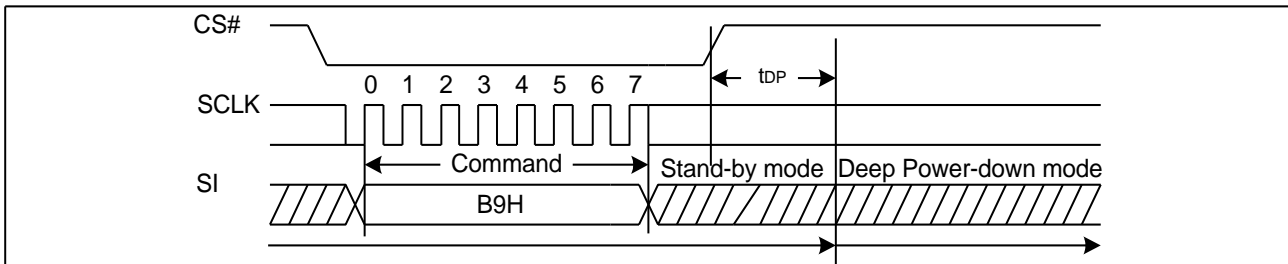 CS#
tDP
0 1 2 3 4 5 6 7
SCLK
Command
Stand-by mode Deep Power-down mode
SI
B9H